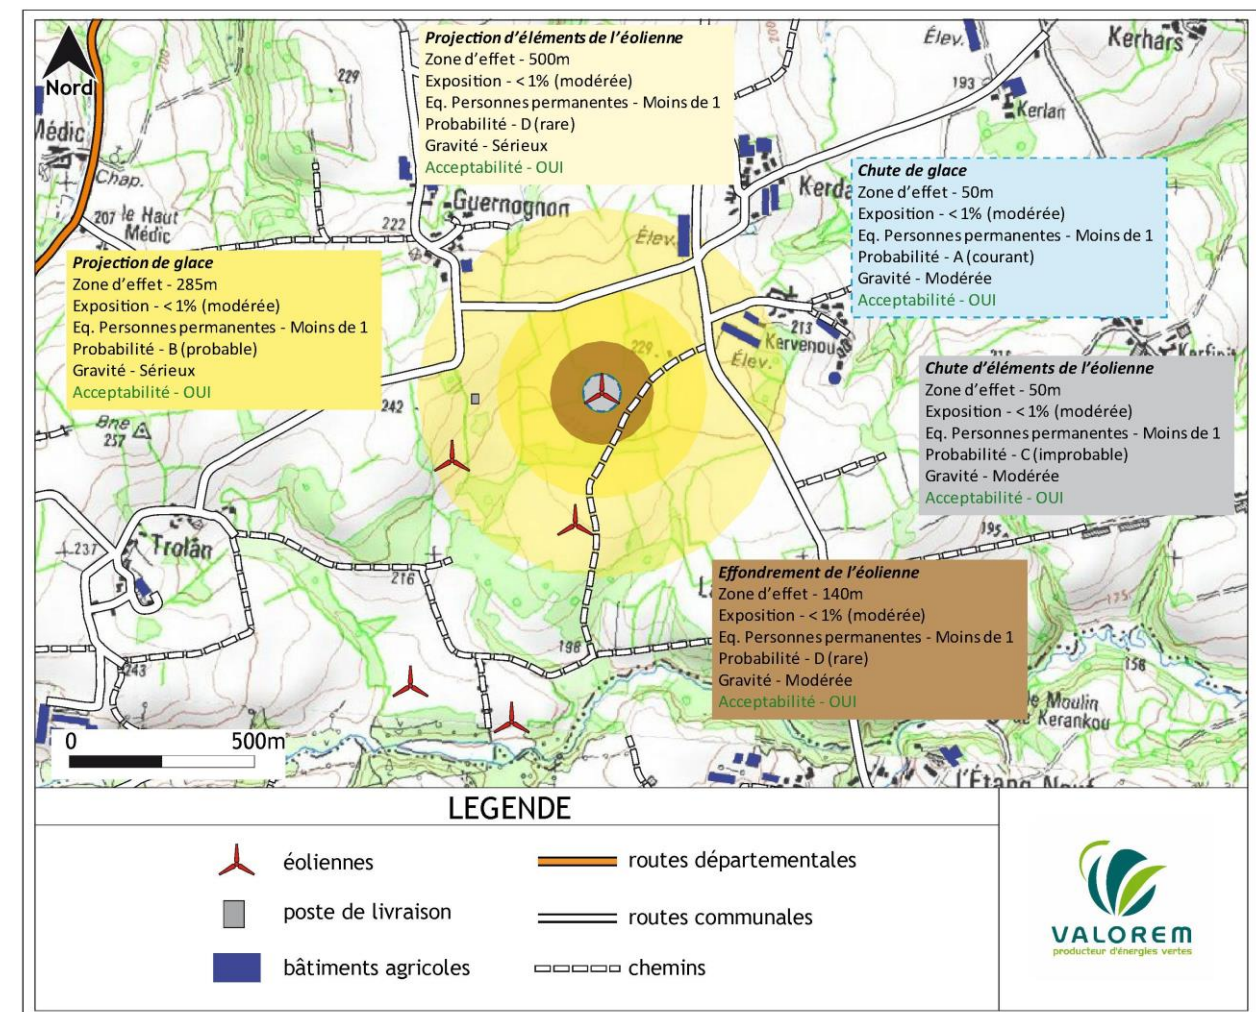 Projection d'éléments de l'éolienne
Zone d'effet - 500m
Exposition - < 1% (modérée)
Eq. Personnes permanentes - Moins de 1
Probabilité - D (rare)
Gravité - Sérieux
Acceptabilité - OUI
Nord
200
229
200
Élev.
Kerhars
193
Kerlan
Médic
Chap.
207 le Haut
Médic
Guernognon
222
Élev.
Kerda
Chute de glace
Zone d'effet - 50m
Exposition - < 1% (modérée)
Eq. Personnes permanentes - Moins de 1
Probabilité - A (courant)
Gravité - Modérée
Acceptabilité - OUI
Projection de glace
Zone d'effet - 285m
Exposition - < 1% (modérée)
Eq. Personnes permanentes - Moins de 1
Probabilité - B (probable)
Gravité - Sérieux
Acceptabilité - OUI
229
213
Kervenou
Élev.
Chute d'éléments de l'éolienne
Zone d'effet - 50m
Exposition - < 1% (modérée)
Eq. Personnes permanentes - Moins de 1
Probabilité - C (improbable)
Gravité - Modérée
Acceptabilité - OUI
242
Bne
257
237
Trolan
216
195
Effondrement de l'éolienne
Zone d'effet - 140m
Exposition - < 1% (modérée)
Eq. Personnes permanentes - Moins de 1
Probabilité - D (rare)
Gravité - Modérée
Acceptabilité - OUI
175
198
158
243
Moulin
Kerankou
0 500m
l'Étang Neuf
LEGENDE
éoliennes
routes départementales
poste de livraison
routes communales
bâtiments agricoles
chemins
VALOREM
producteur d'énergies vertes